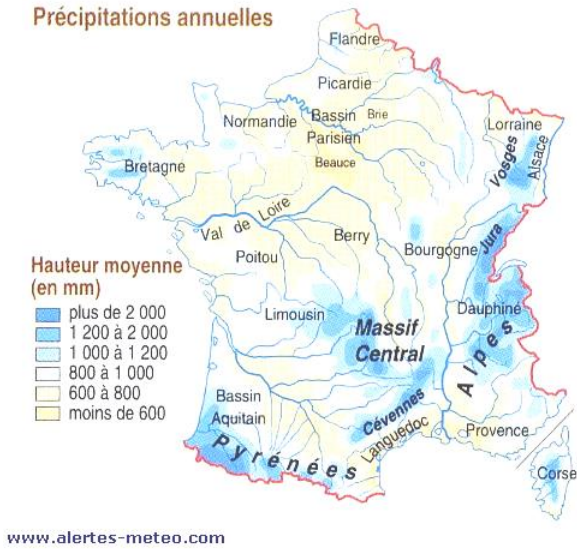 Précipitations annuelles
Flandre
Picardie
Normandie
Bassin
Brie
Parisien
Lorraine
Vosges
Alsace
Beauce
Bretagne
Val de Loire
Berry
Bourgogne
Jura
Poitou
Hauteur moyenne
(en mm)
plus de 2 000
1 200 à 2 000
1 000 à 1 200
800 à 1 000
600 à 800
moins de 600
Limousin
Massif
Central
Dauphiné
Alpes
Bassin
Aquitain
Cévennes
Languedoc
Provence
Pyrénées
Corse
www.alertes-meteo.com